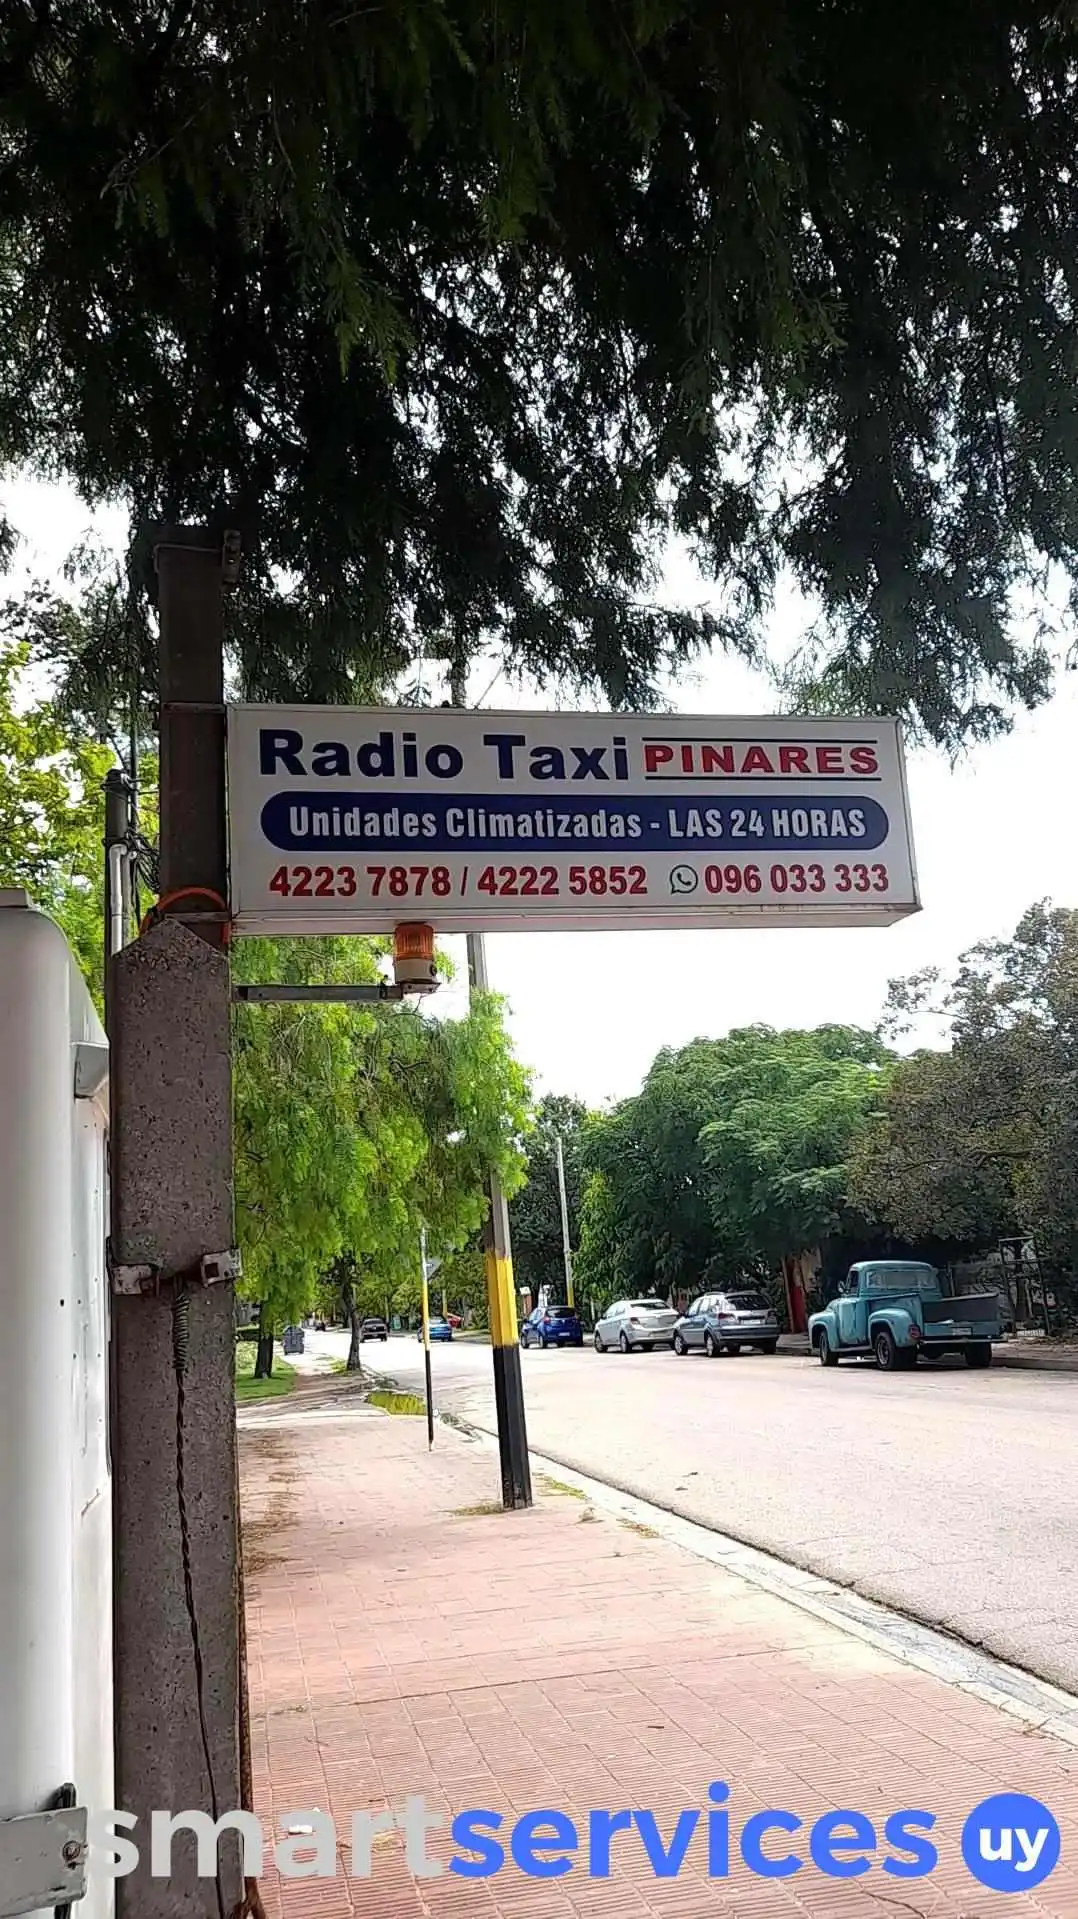 Radio Taxi PINARES
Unidades Climatizadas - LAS 24 HORAS
4223 7878 / 4222 5852 096 033 333
smartservices uy